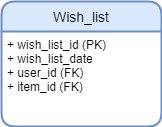 Wish_list
+ wish_list_id (PK)
+ wish_list_date
+ user_id (FK)
+ item_id (FK)